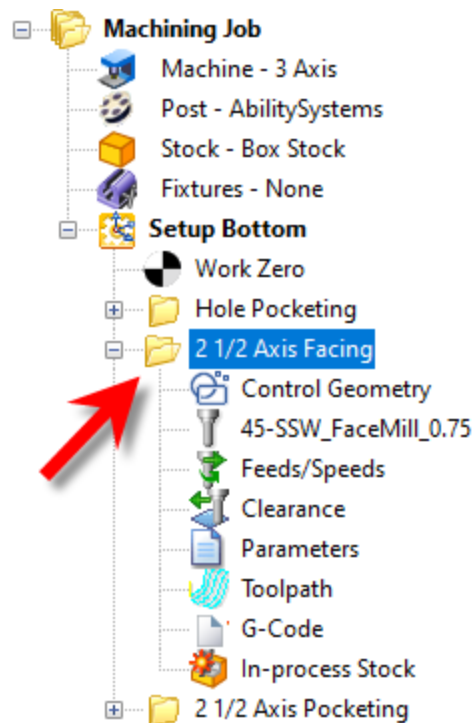 Machining Job
Machine - 3 Axis
Post - AbilitySystems
Stock - Box Stock
Fixtures - None
Setup Bottom
Work Zero
Hole Pocketing
2 1/2 Axis Facing
Control Geometry
45-SSW_FaceMill_0.75
Feeds/Speeds
Clearance
Parameters
Toolpath
G-Code
In-process Stock
2 1/2 Axis Pocketing